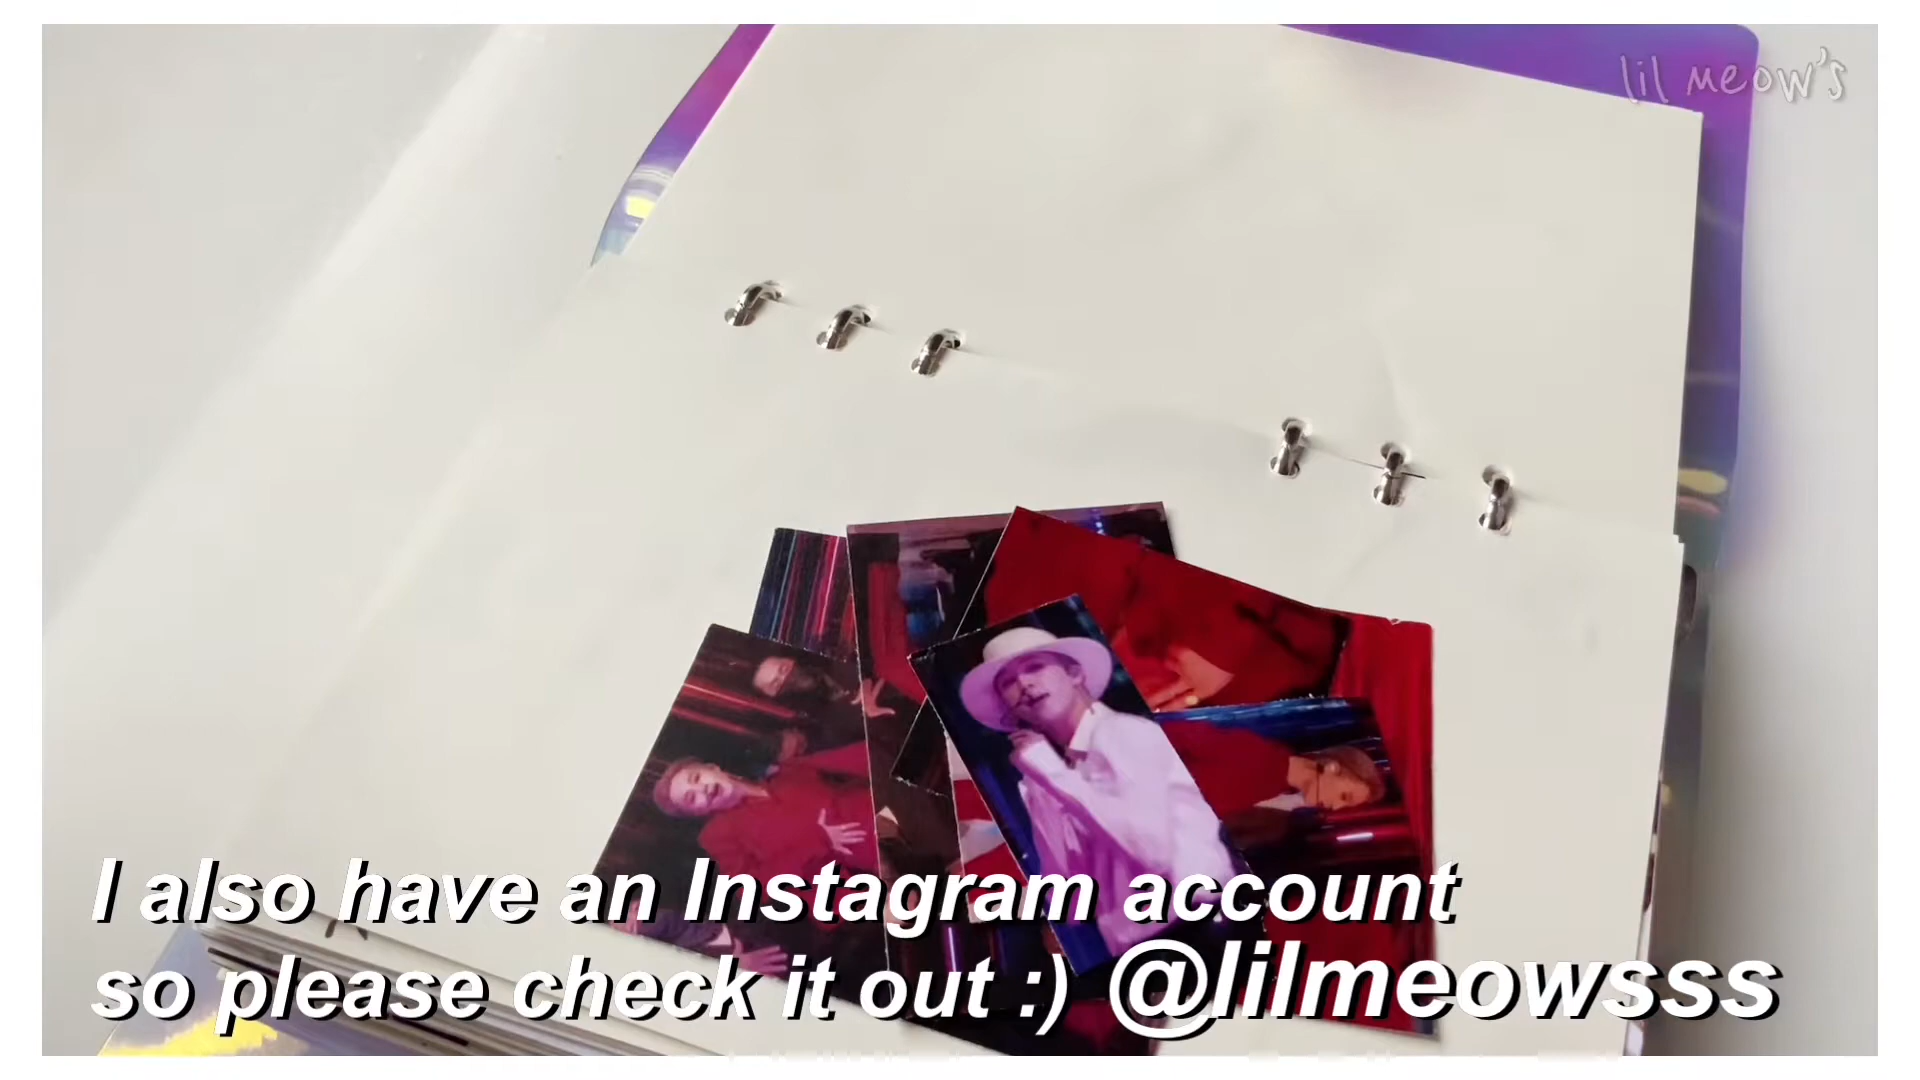 lil meow's
I also have an Instagram account
so please check it out :) @lilmeowsss